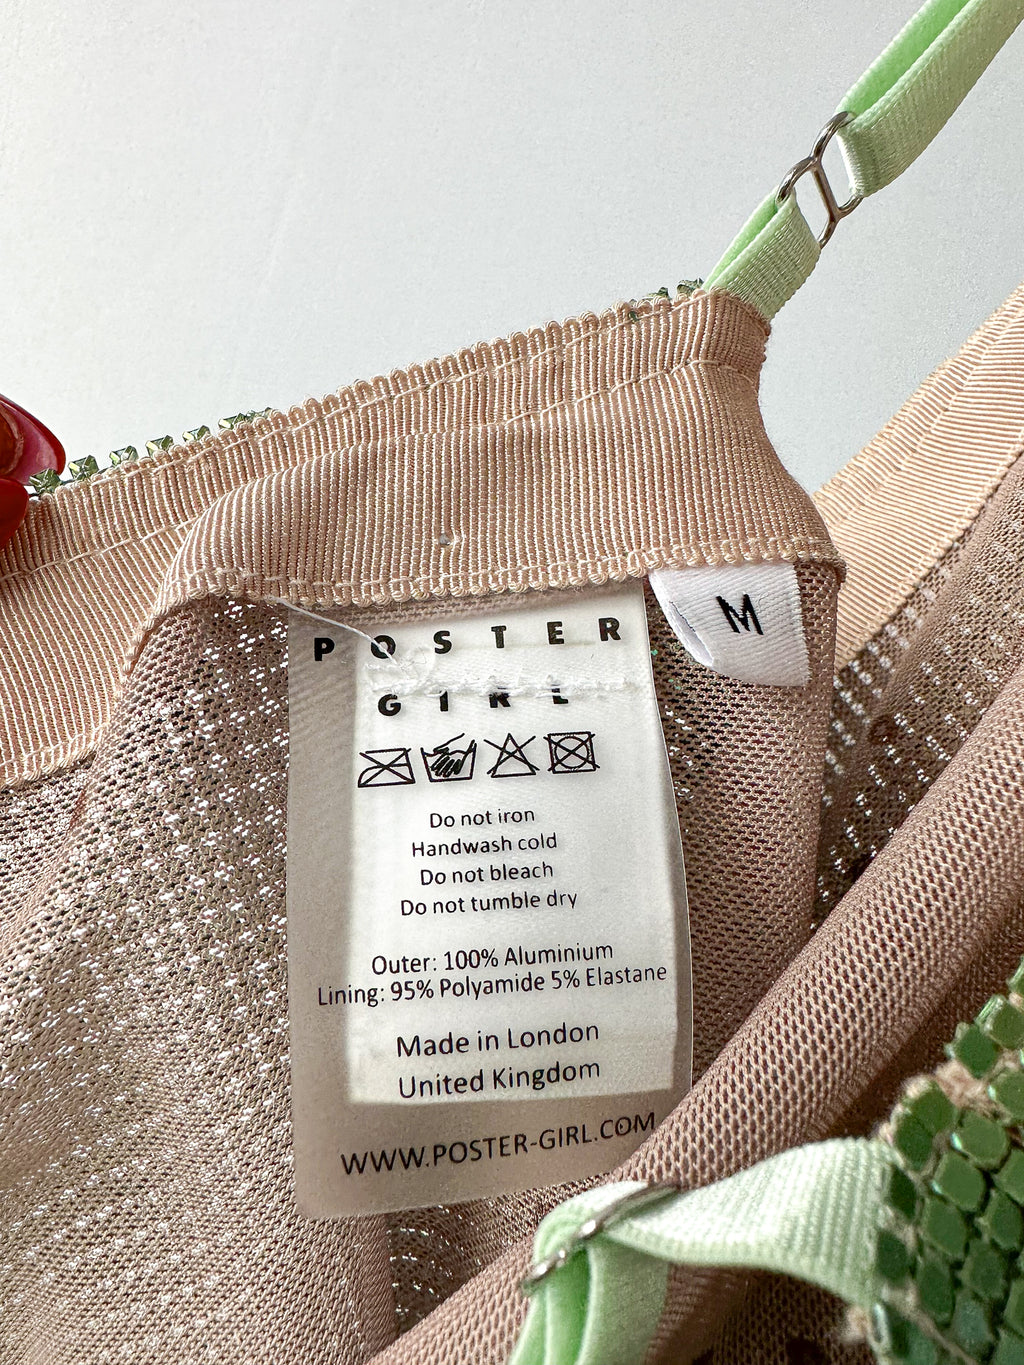 POSTER
GIRL
M
Do not iron
Handwash cold
Do not bleach
Do not tumble dry
Outer: 100% Aluminium
Lining: 95% Polyamide 5% Elastane
Made in London
United Kingdom
WWW.POSTER-GIRL.COM